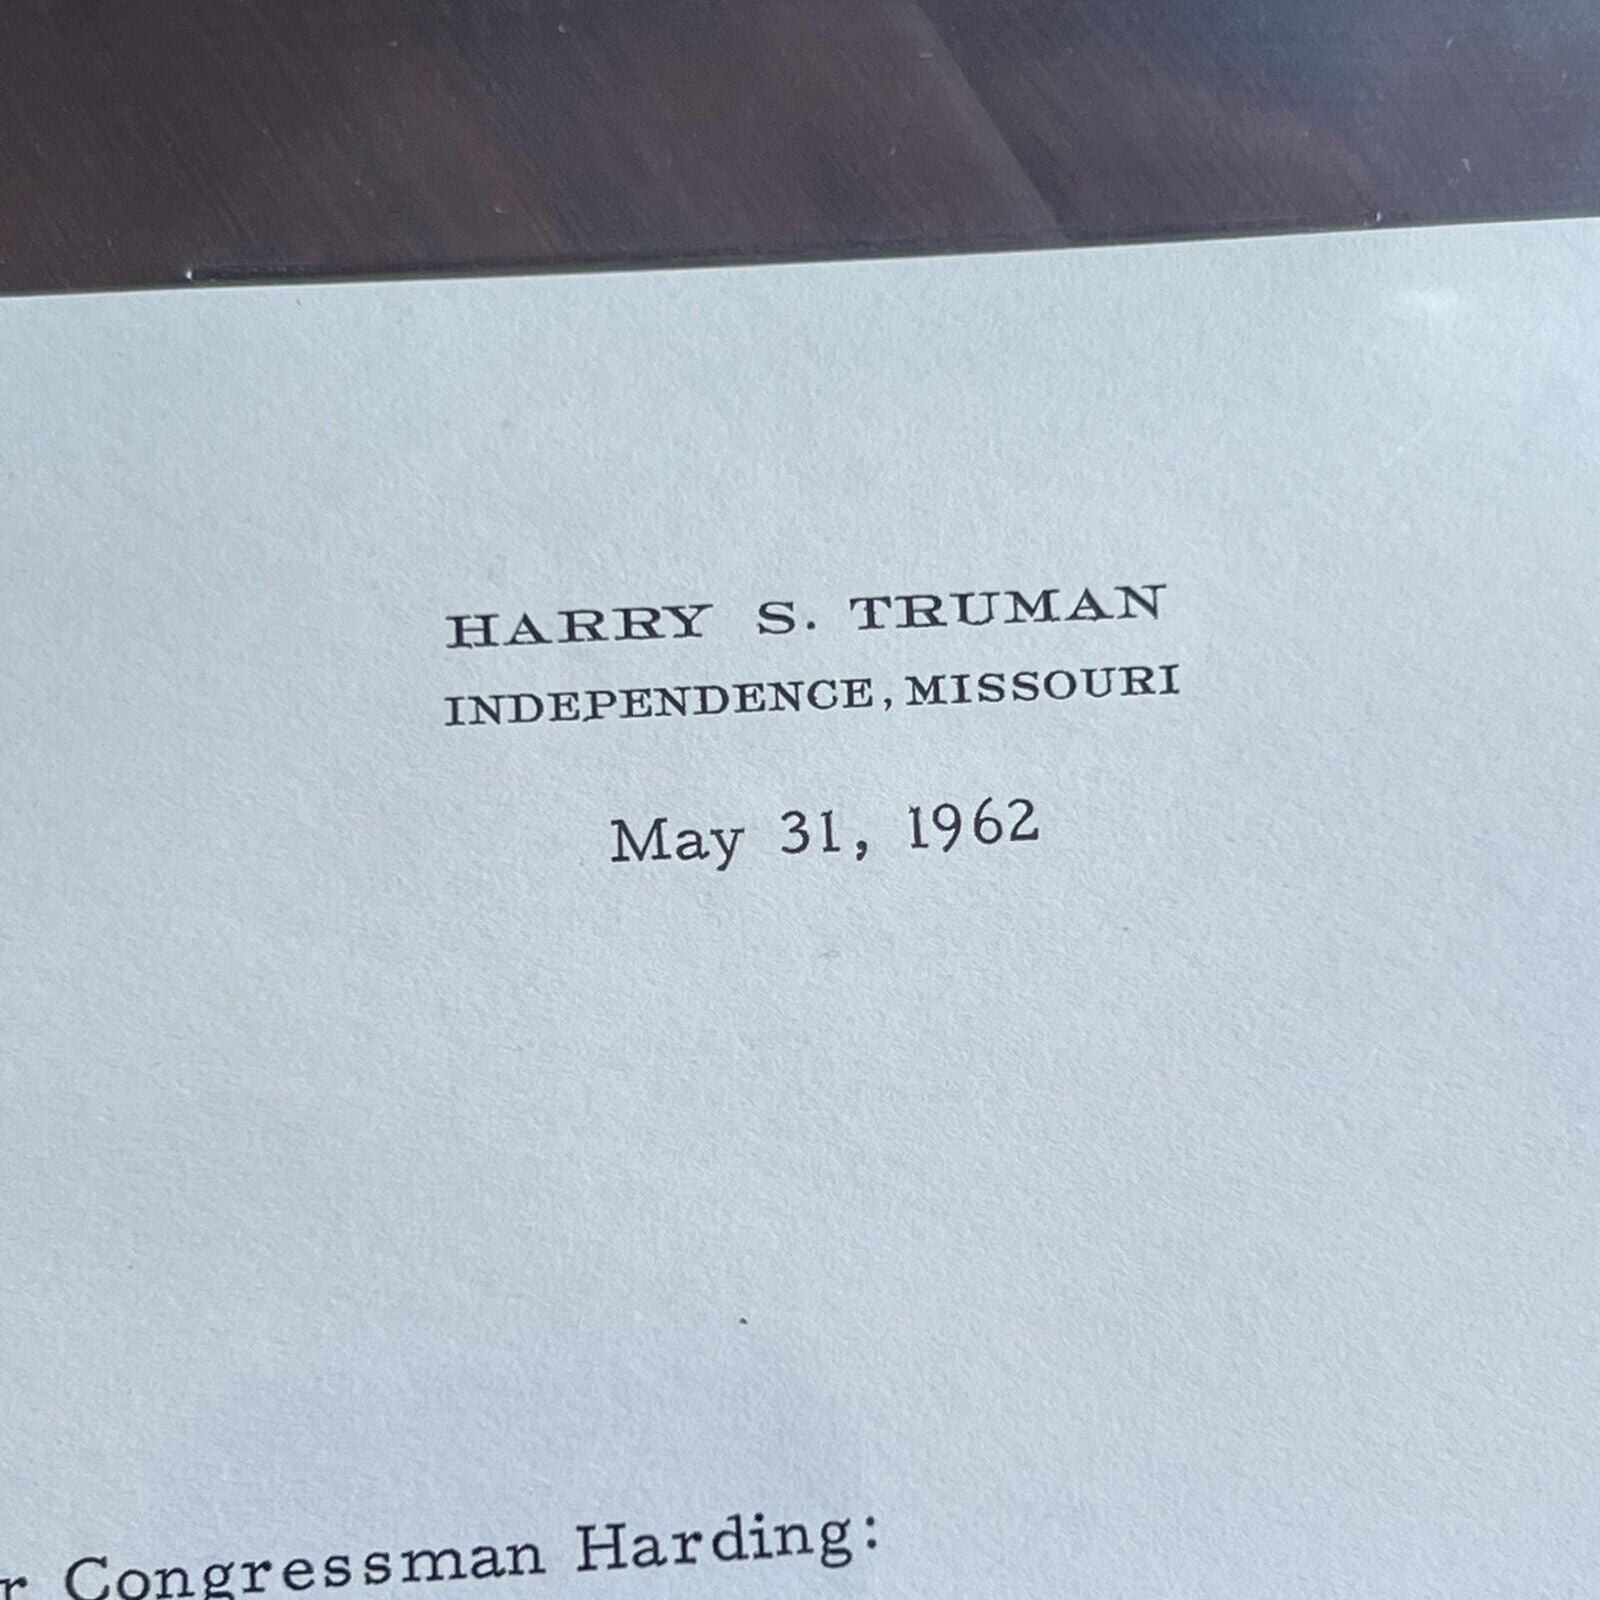 HARRY S. TRUMAN
INDEPENDENCE, MISSOURI
May 31, 1962
r Congressman Harding: